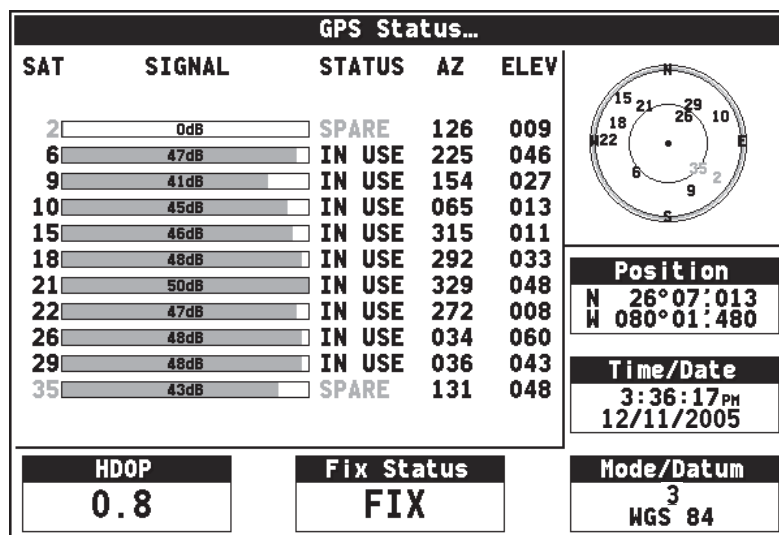 GPS Status…
SAT SIGNAL STATUS AZ ELEV
2 0dB SPARE 126 009
6 47dB IN USE 225 046
9 41dB IN USE 154 027
10 45dB IN USE 065 013
15 46dB IN USE 315 011
18 48dB IN USE 292 033
21 50dB IN USE 329 048
22 47dB IN USE 272 008
26 48dB IN USE 034 060
29 48dB IN USE 036 043
35 43dB SPARE 131 048
N
15 21 29
26 10
18
W 22 E
35 2
6
9
S
Position
N 26°07.'013
W 080°01.'480
Time/Date
3:36:17PM
12/11/2005
HDOP
0.8
Fix Status
FIX
Mode/Datum
3
WGS 84